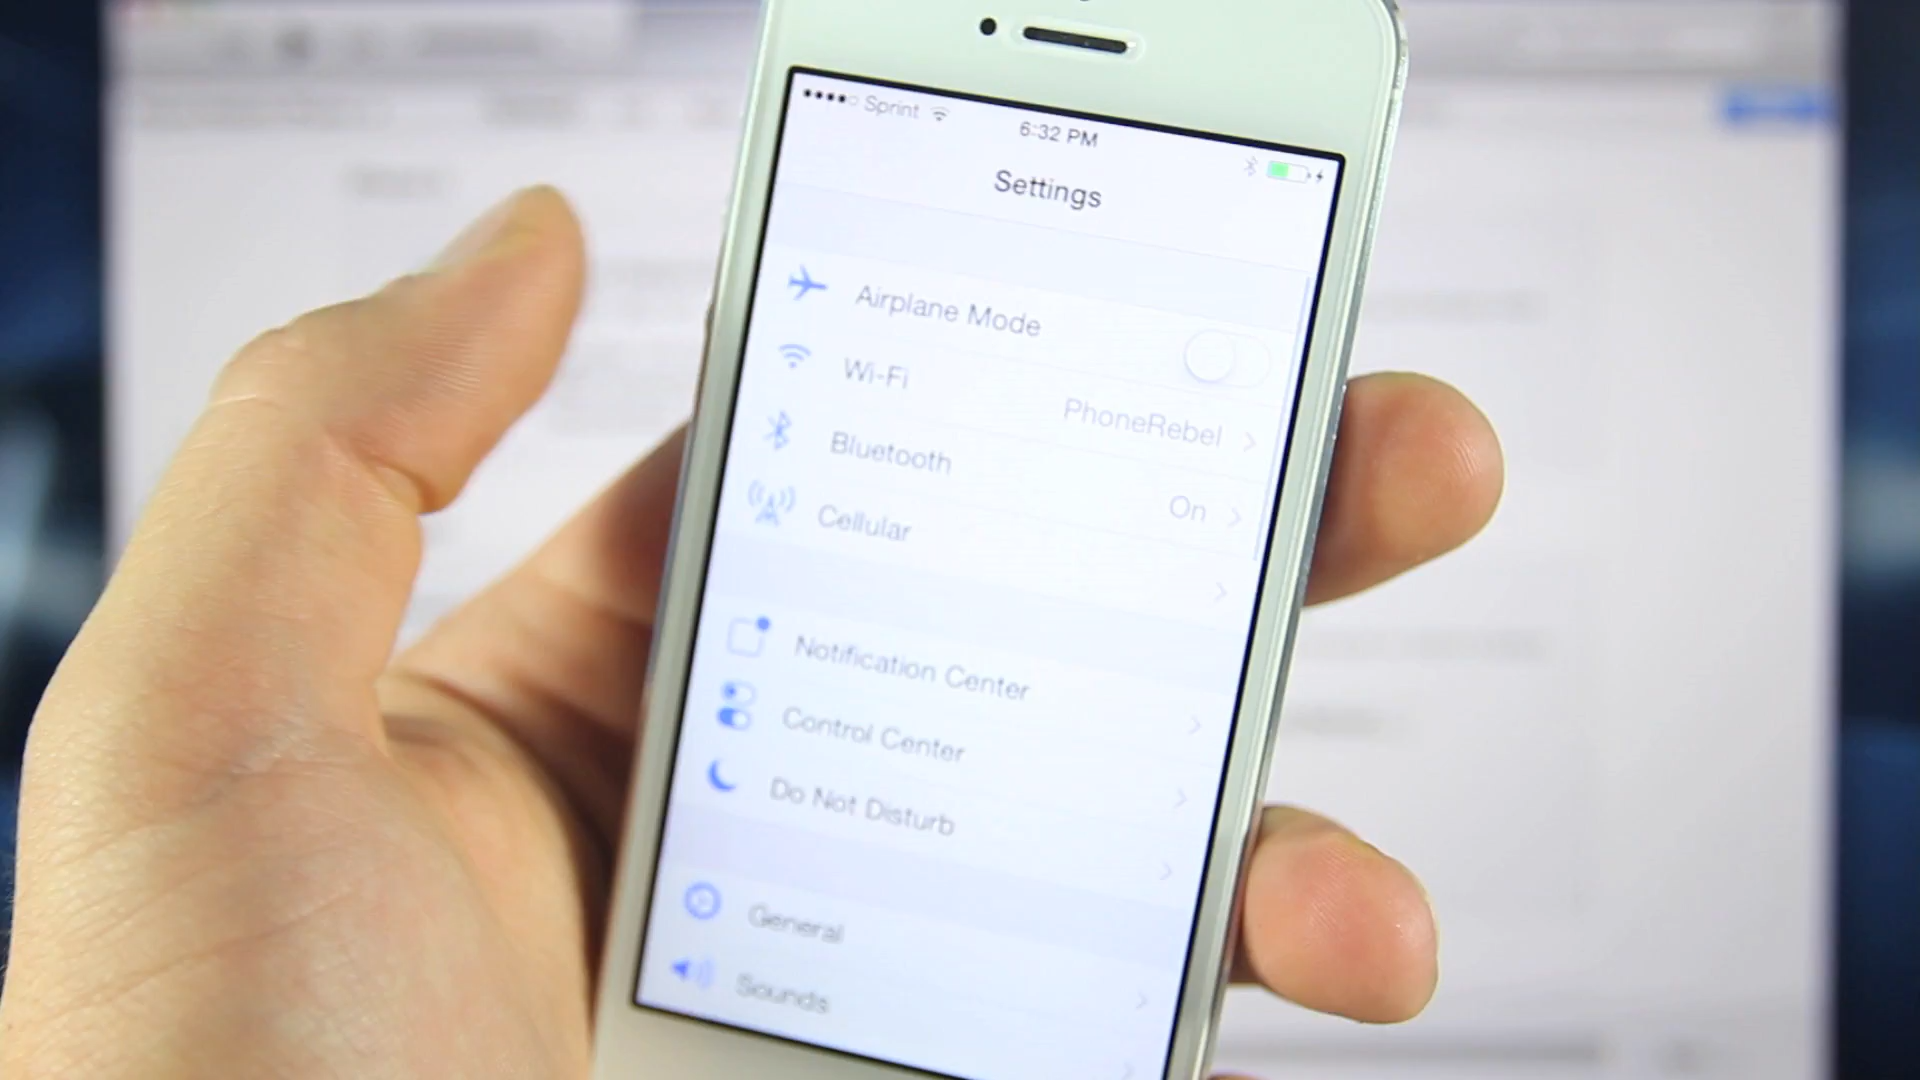 Sprint
6:32 PM
Settings
Airplane Mode
Wi-Fi
PhoneRebel
Bluetooth
On
Cellular
Notification Center
Control Center
Do Not Disturb
General
Sounds